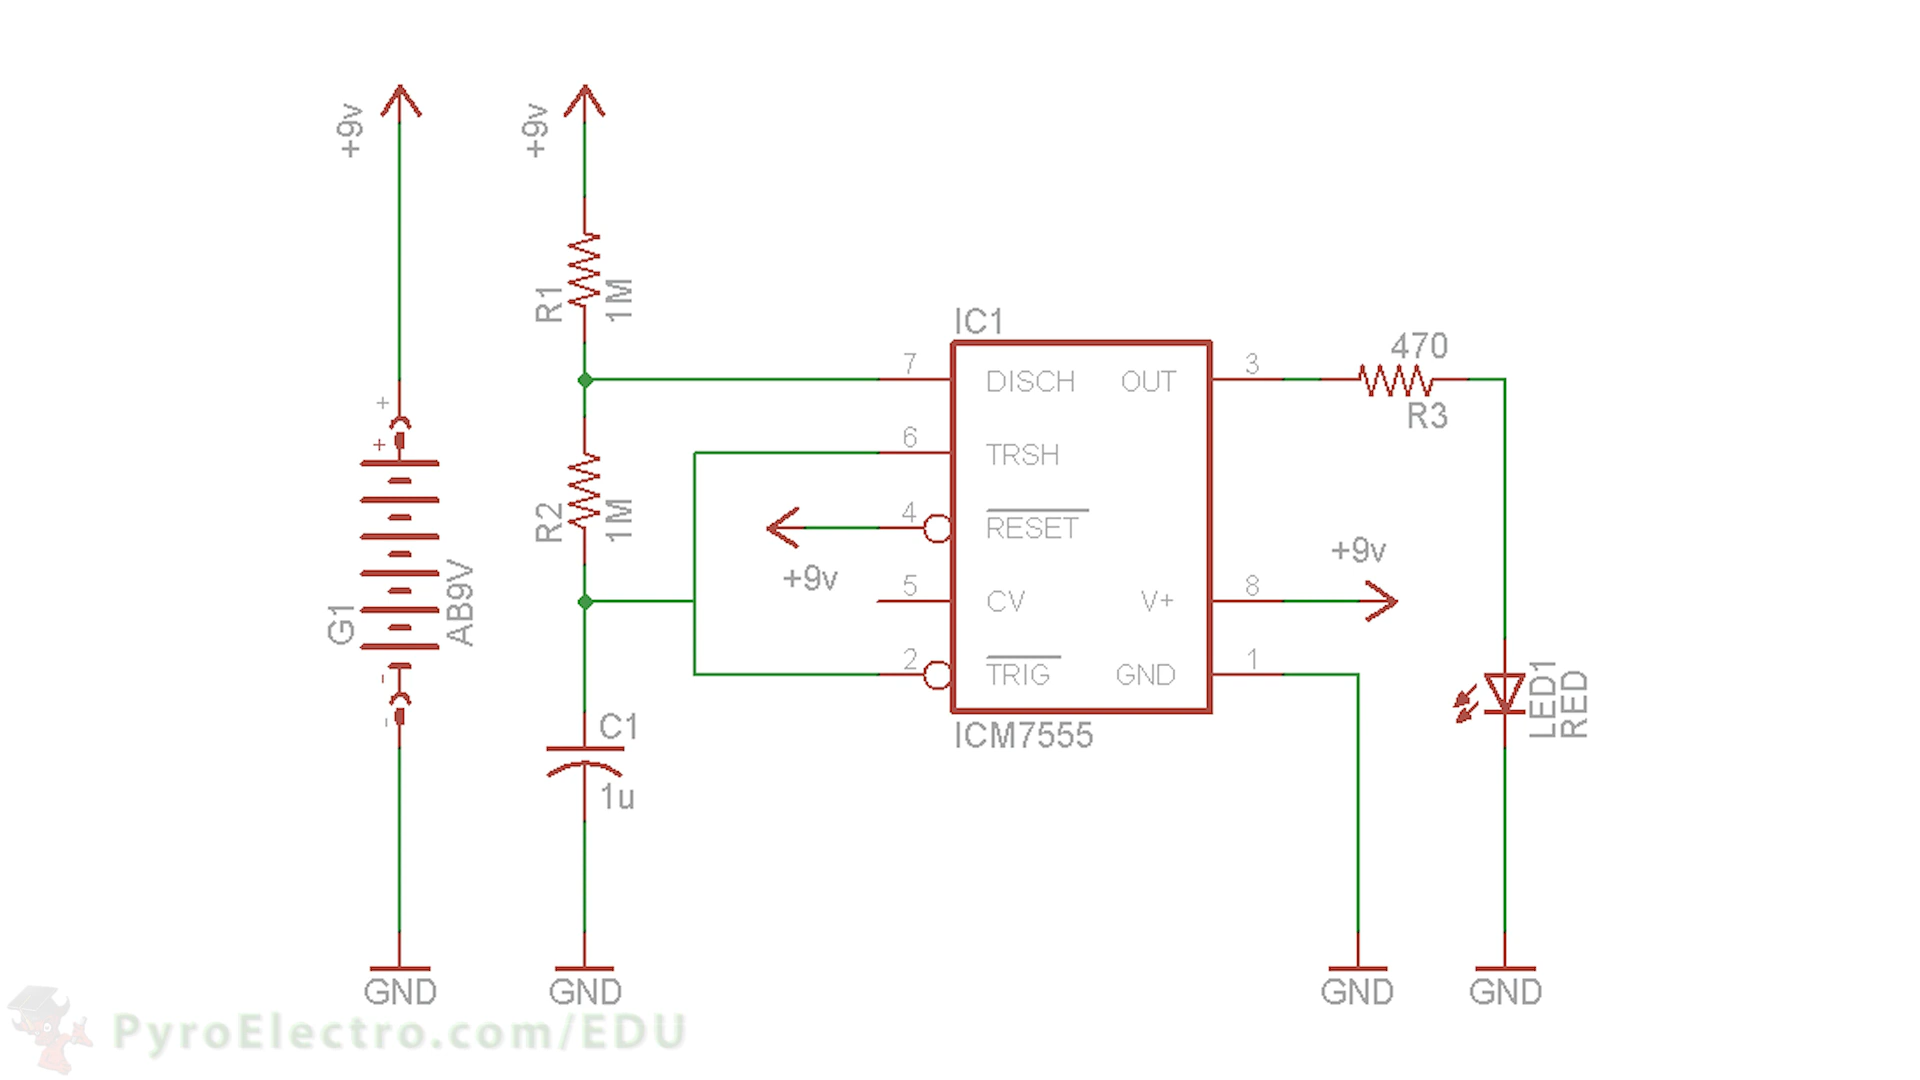 +9v
+9v
R1
1M
R2
1M
G1
AB9V
+
+
-
-
C1
1u
IC1
7
DISCH
OUT
3
6
TRSH
4
RESET
+9v
5
CV
V+
8
+9v
2
TRIG
GND
1
ICM7555
470
R3
LED1
RED
GND
GND
GND
GND
PyroElectro.com/EDU